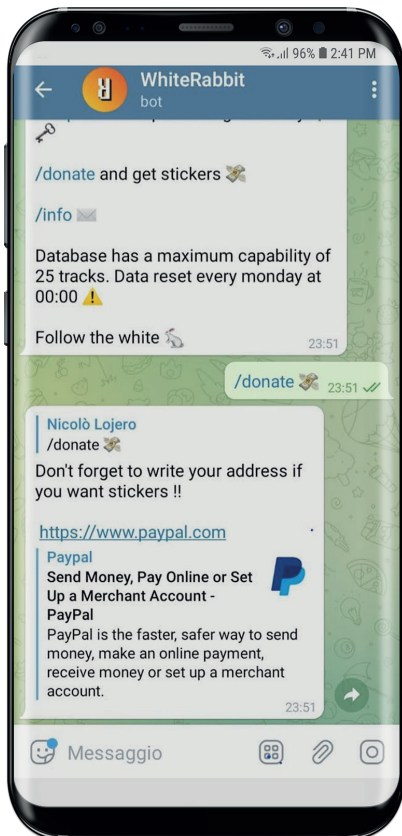 96% 2:41 PM
WhiteRabbit
bot
/donate and get stickers 💸
/info ✉️
Database has a maximum capability of
25 tracks. Data reset every monday at
00:00 ⚠️
Follow the white 🐇
23:51
/donate 💸 23:51
Nicolò Lojero
/donate 💸
Don't forget to write your address if
you want stickers !!
https://www.paypal.com
Paypal
Send Money, Pay Online or Set
Up a Merchant Account -
PayPal
PayPal is the faster, safer way to send
money, make an online payment,
receive money or set up a merchant
account.
23:51
Messaggio